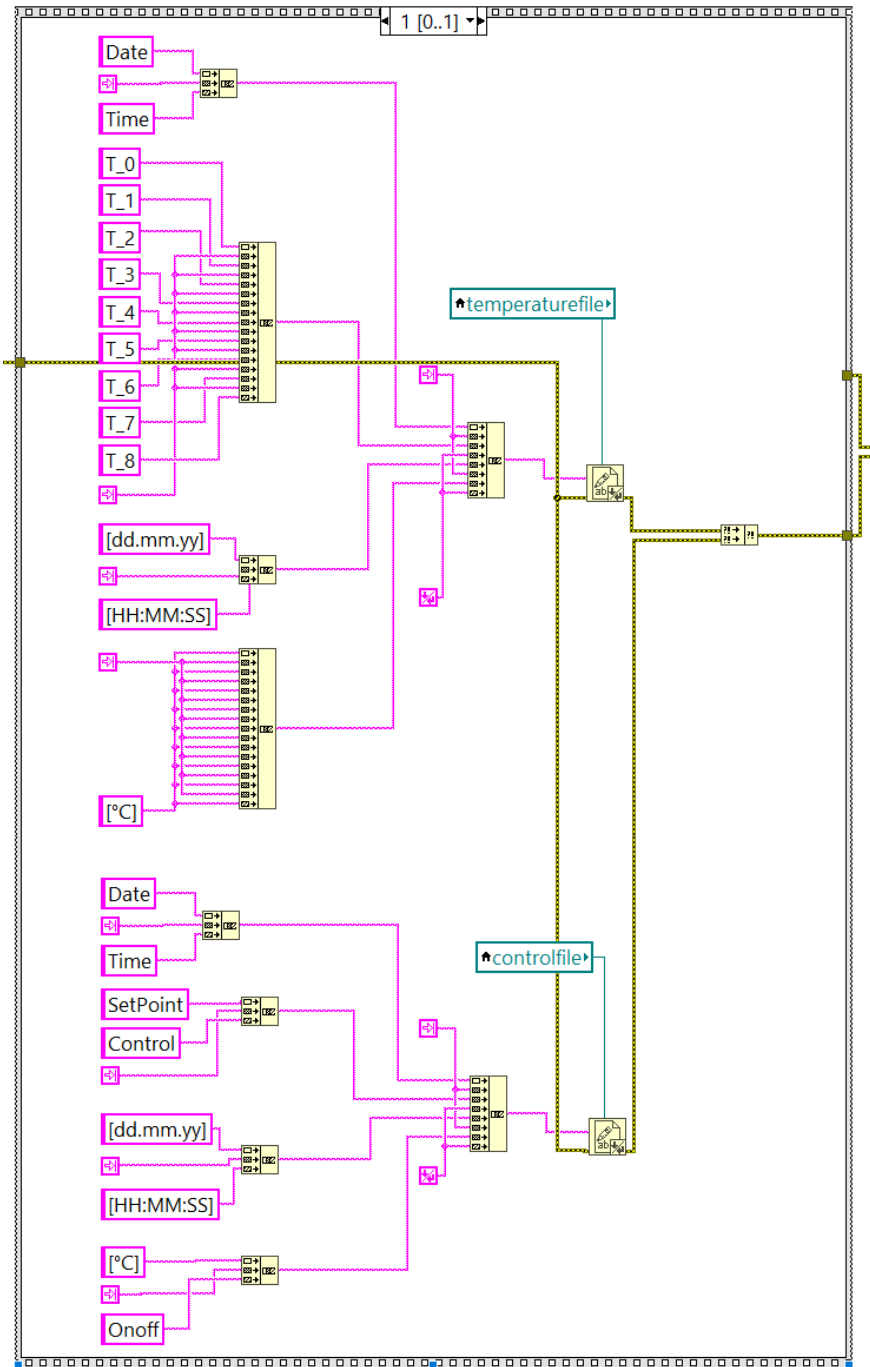 1 [0..1]
Date
Time
T_0
T_1
T_2
T_3
T_4
T_5
T_6
T_7
T_8
temperaturefile
[dd.mm.yy]
[HH:MM:SS]
[°C]
Date
Time
controlfile
SetPoint
Control
[dd.mm.yy]
[HH:MM:SS]
[°C]
Onoff